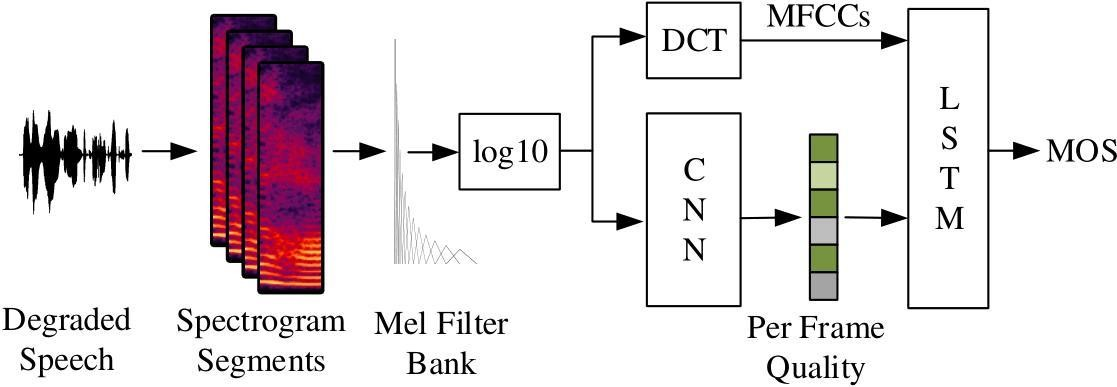 Degraded
Speech
Spectrogram
Segments
Mel Filter
Bank
log10
DCT
MFCCs
C
N
N
Per Frame
Quality
L
S
T
M
MOS